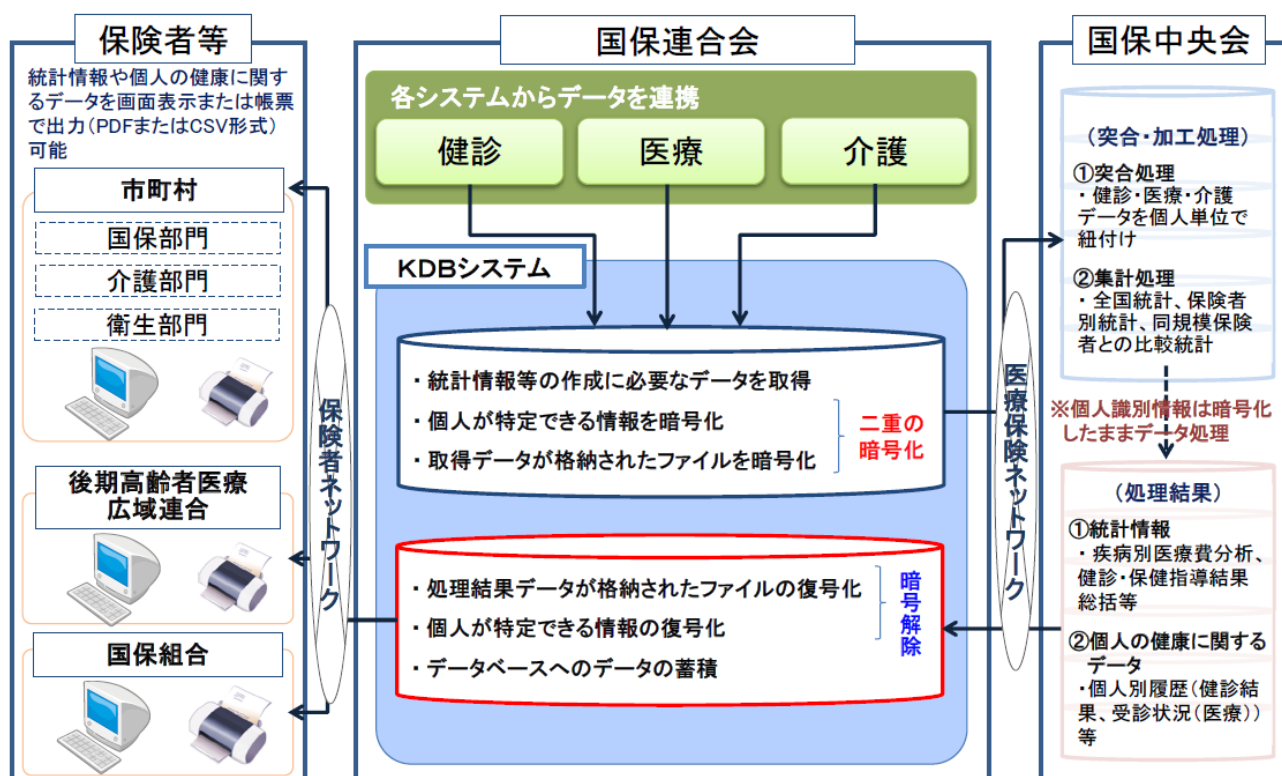 保険者等
統計情報や個人の健康に関す
るデータを画面表示または帳票
で出力(PDFまたはCSV形式)
可能
市町村
国保部門
介護部門
衛生部門
後期高齢者医療
広域連合
国保組合
保険者ネットワーク
国保連合会
各システムからデータを連携
健診
医療
介護
KDBシステム
・統計情報等の作成に必要なデータを取得
・個人が特定できる情報を暗号化
・取得データが格納されたファイルを暗号化
二重の
暗号化
・処理結果データが格納されたファイルの復号化
・個人が特定できる情報の復号化
・データベースへのデータの蓄積
暗号解除
医療保険ネットワーク
国保中央会
(突合・加工処理)
①突合処理
・健診・医療・介護
データを個人単位で
紐付け
②集計処理
・全国統計、保険者
別統計、同規模保険
者との比較統計
※個人識別情報は暗号化
したままデータ処理
(処理結果)
①統計情報
・疾病別医療費分析、
健診・保健指導結果
総括等
②個人の健康に関する
データ
・個人別履歴(健診結
果、受診状況(医療))
等